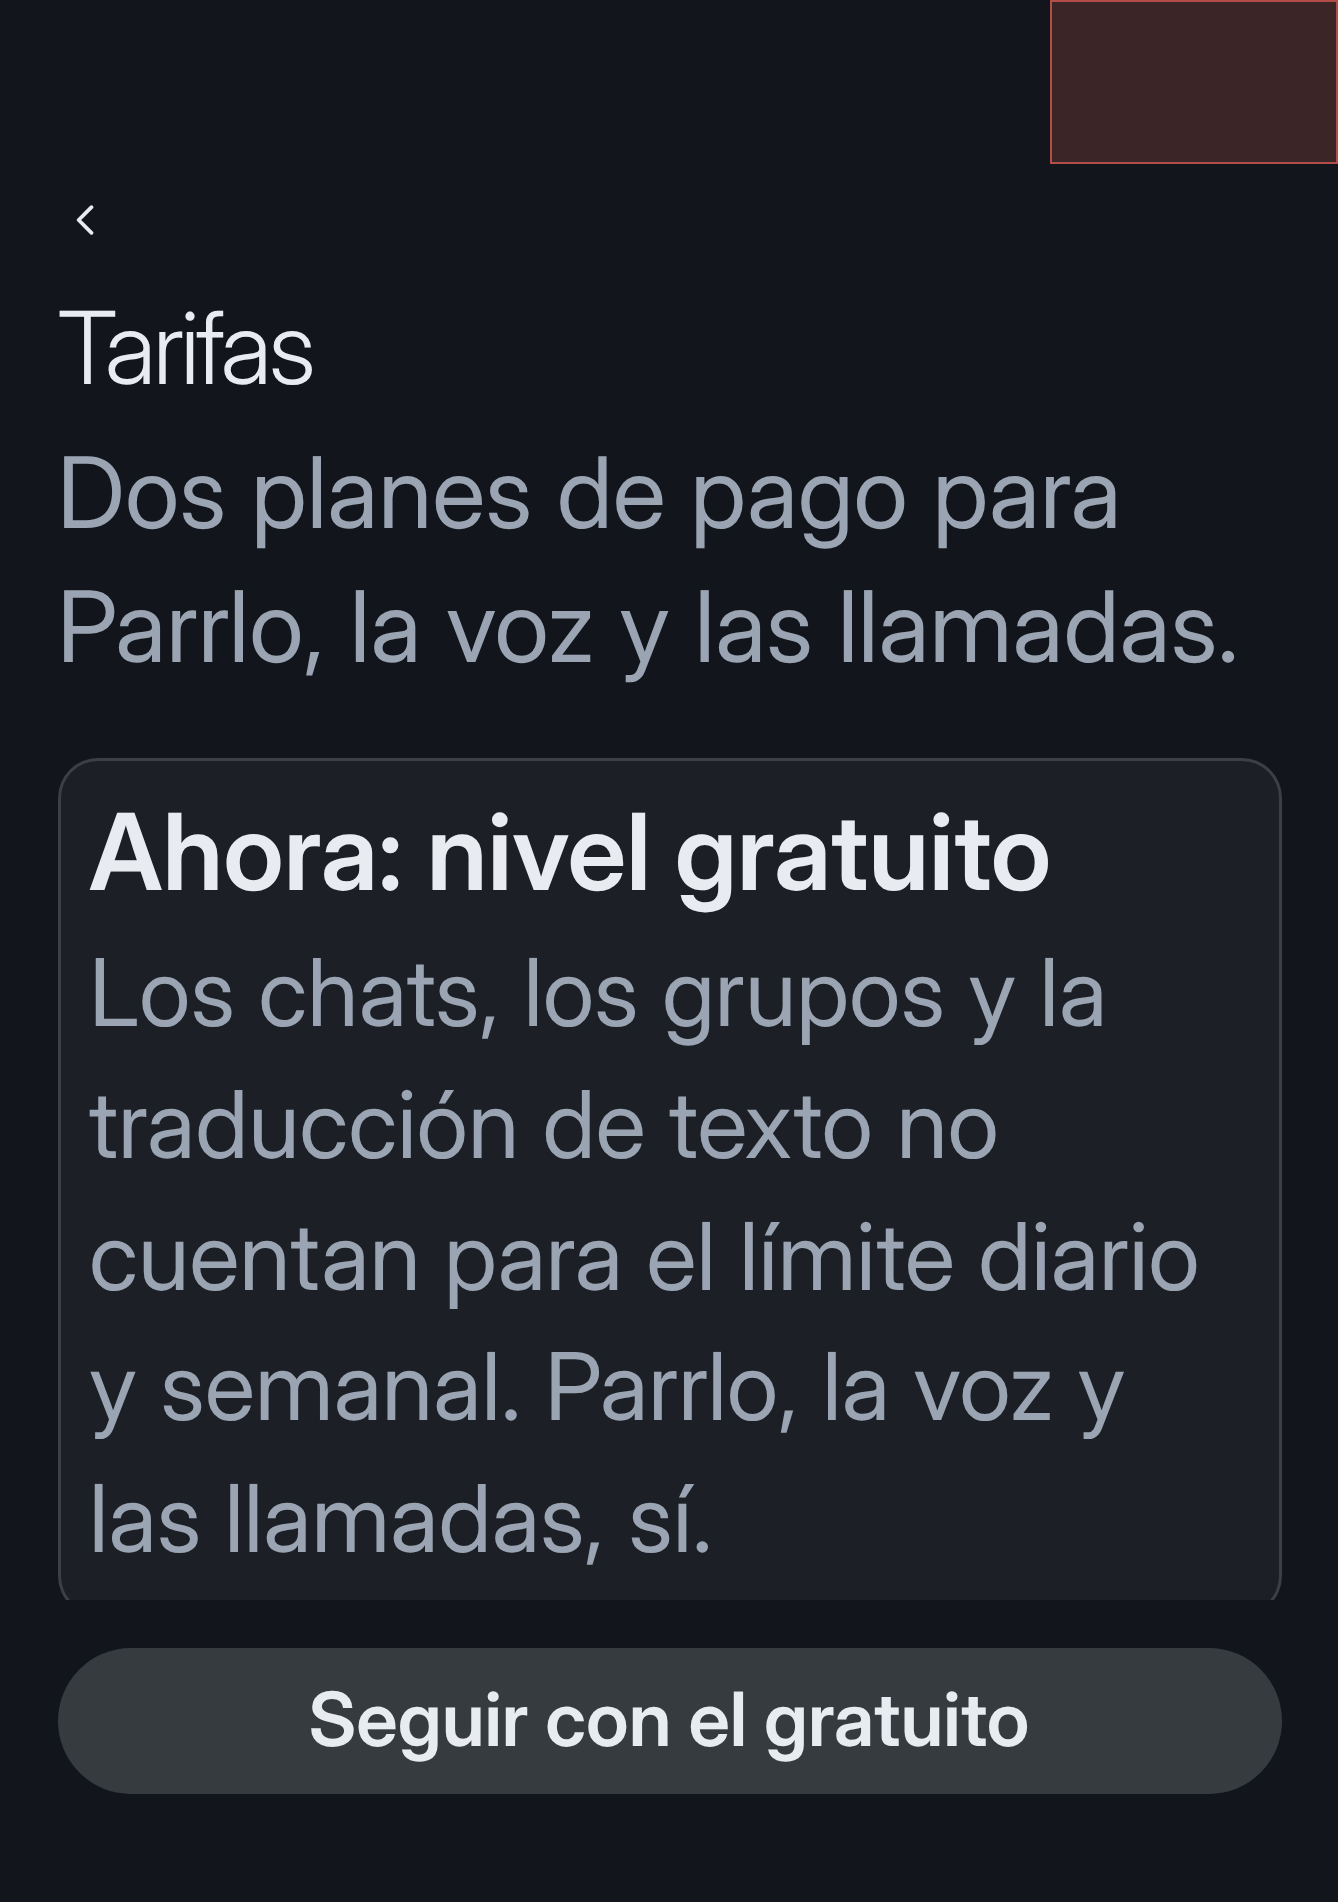 Tarifas
Dos planes de pago para
Parrlo, la voz y las llamadas.
Ahora: nivel gratuito
Los chats, los grupos y la
traducción de texto no
cuentan para el límite diario
y semanal. Parrlo, la voz y
las llamadas, sí.
Seguir con el gratuito